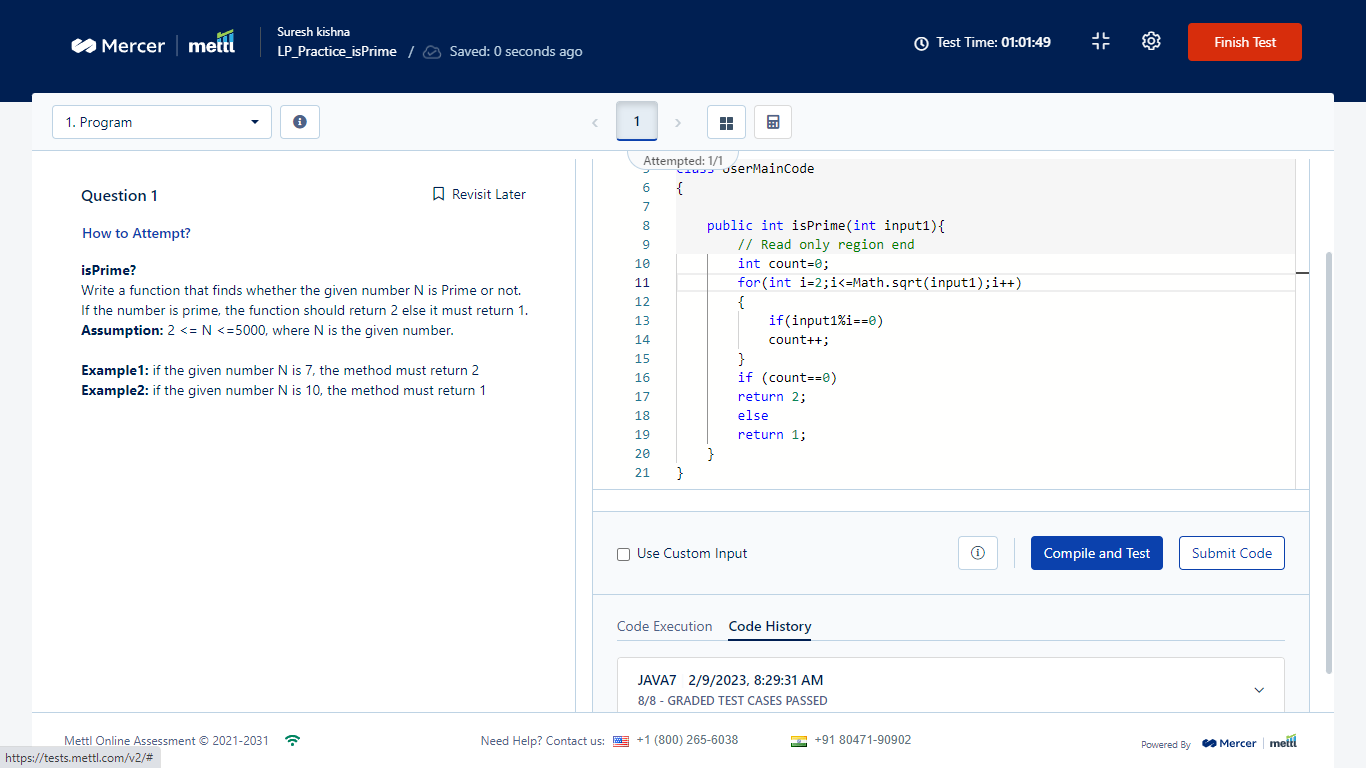 Mercer | mettl
Suresh kishna
LP_Practice_isPrime / Saved: 0 seconds ago
Test Time: 01:01:49
Finish Test
1. Program
1
Attempted: 1/1
Question 1
Revisit Later
How to Attempt?
isPrime?
Write a function that finds whether the given number N is Prime or not.
If the number is prime, the function should return 2 else it must return 1.
Assumption: 2 <= N <=5000, where N is the given number.
Example1: if the given number N is 7, the method must return 2
Example2: if the given number N is 10, the method must return 1
5 class UserMainCode
6 {
7
8 public int isPrime(int input1){
9 // Read only region end
10 int count=0;
11 for(int i=2;i<=Math.sqrt(input1);i++)
12 {
13 if(input1%i==0)
14 count++;
15 }
16 if (count==0)
17 return 2;
18 else
19 return 1;
20 }
21 }
Use Custom Input
Compile and Test
Submit Code
Code Execution
Code History
JAVA7 2/9/2023, 8:29:31 AM
8/8 - GRADED TEST CASES PASSED
Mettl Online Assessment © 2021-2031
Need Help? Contact us: +1 (800) 265-6038
+91 80471-90902
Powered By Mercer | mettl
https://tests.mettl.com/v2/#